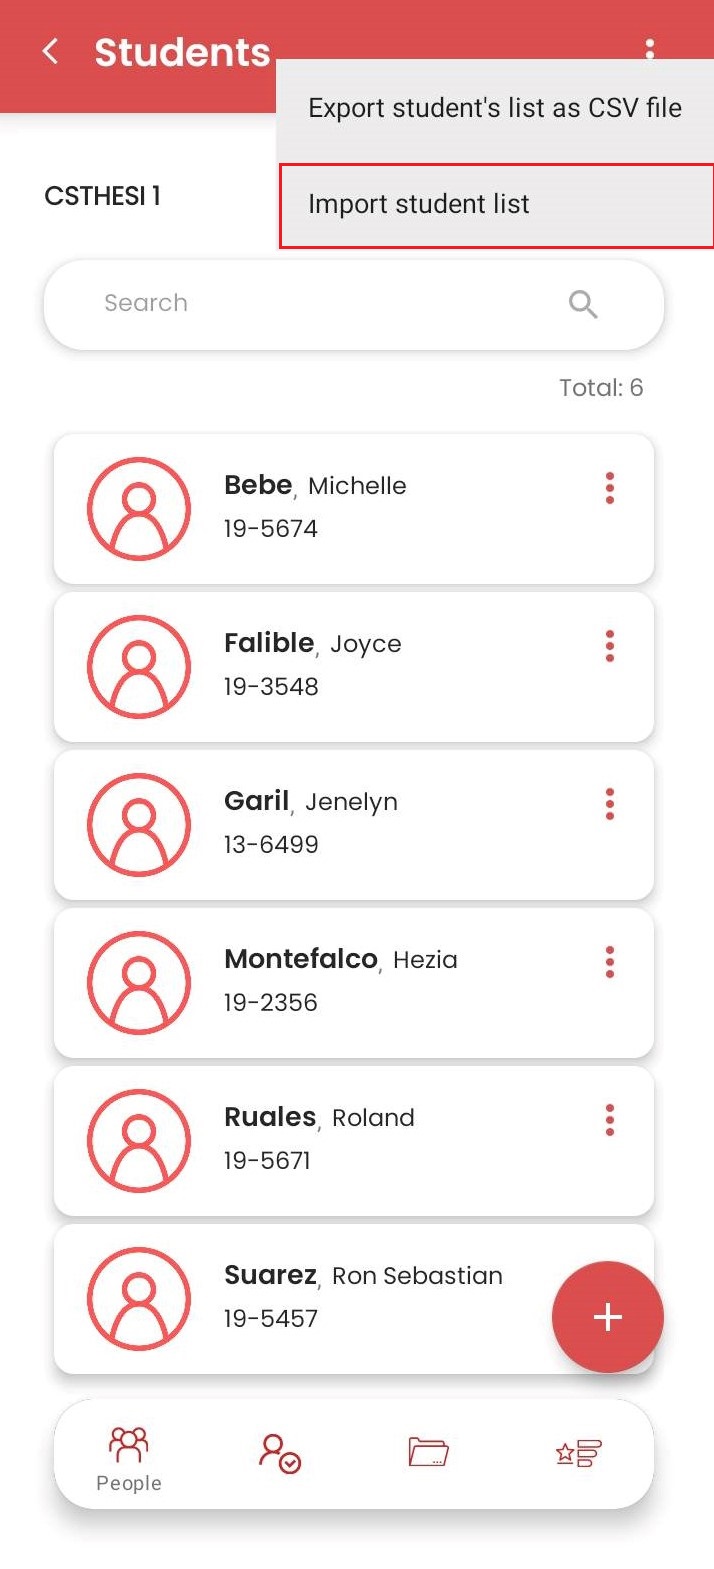 Students
Export student's list as CSV file
Import student list
CSTHESI 1
Search
Total: 6
Bebe, Michelle
19-5674
Falible, Joyce
19-3548
Garil, Jenelyn
13-6499
Montefalco, Hezia
19-2356
Ruales, Roland
19-5671
Suarez, Ron Sebastian
19-5457
People